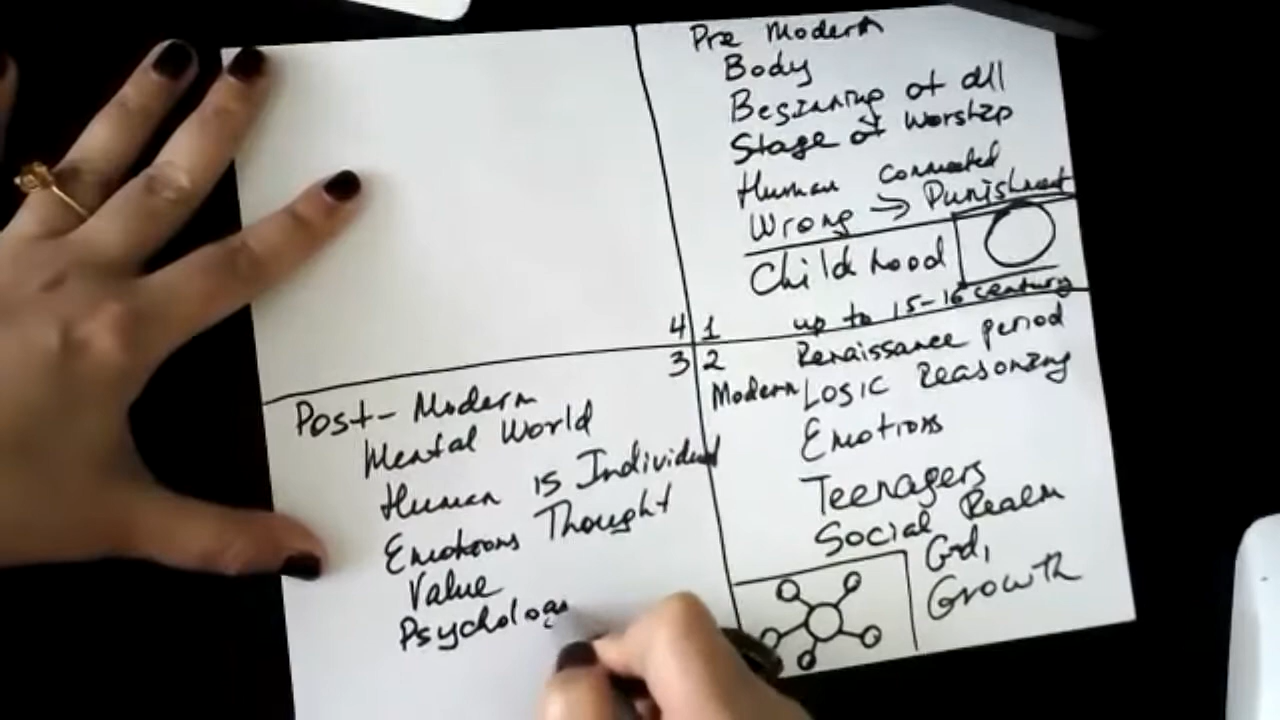 Pre Modern
Body
Beginning of all
Stage of Worship
Human connected
Wrong → Punishment
Childhood
up to 15-16 century
4 1
3 2
Renaissance period
Modern Logic Reasoning
Emotions
Teenagers
Social Realm
God,
Growth
Post-Modern
Mental World
Human is Individual
Emotions Thought
Value
Psycholog